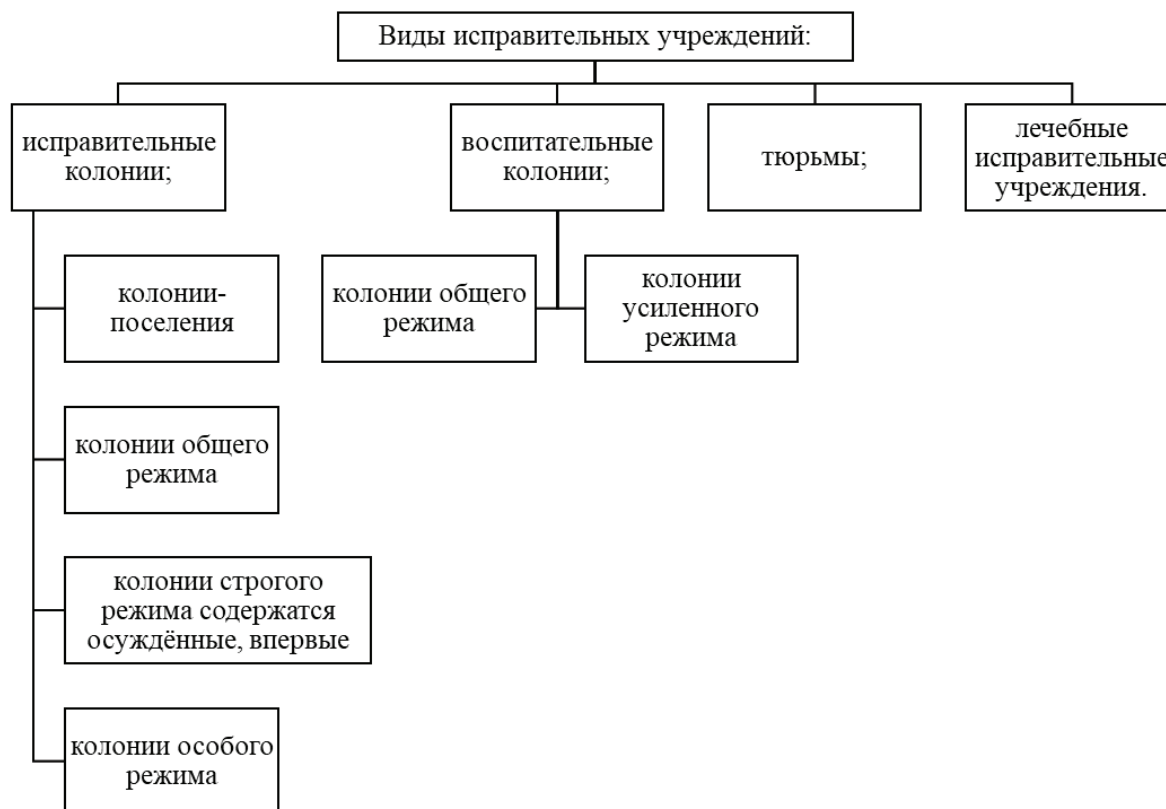 Виды исправительных учреждений:
исправительные
колонии;
воспитательные
колонии;
тюрьмы;
лечебные
исправительные
учреждения.
колонии-
поселения
колонии общего
режима
колонии
усиленного
режима
колонии общего
режима
колонии строгого
режима содержатся
осуждённые, впервые
колонии особого
режима